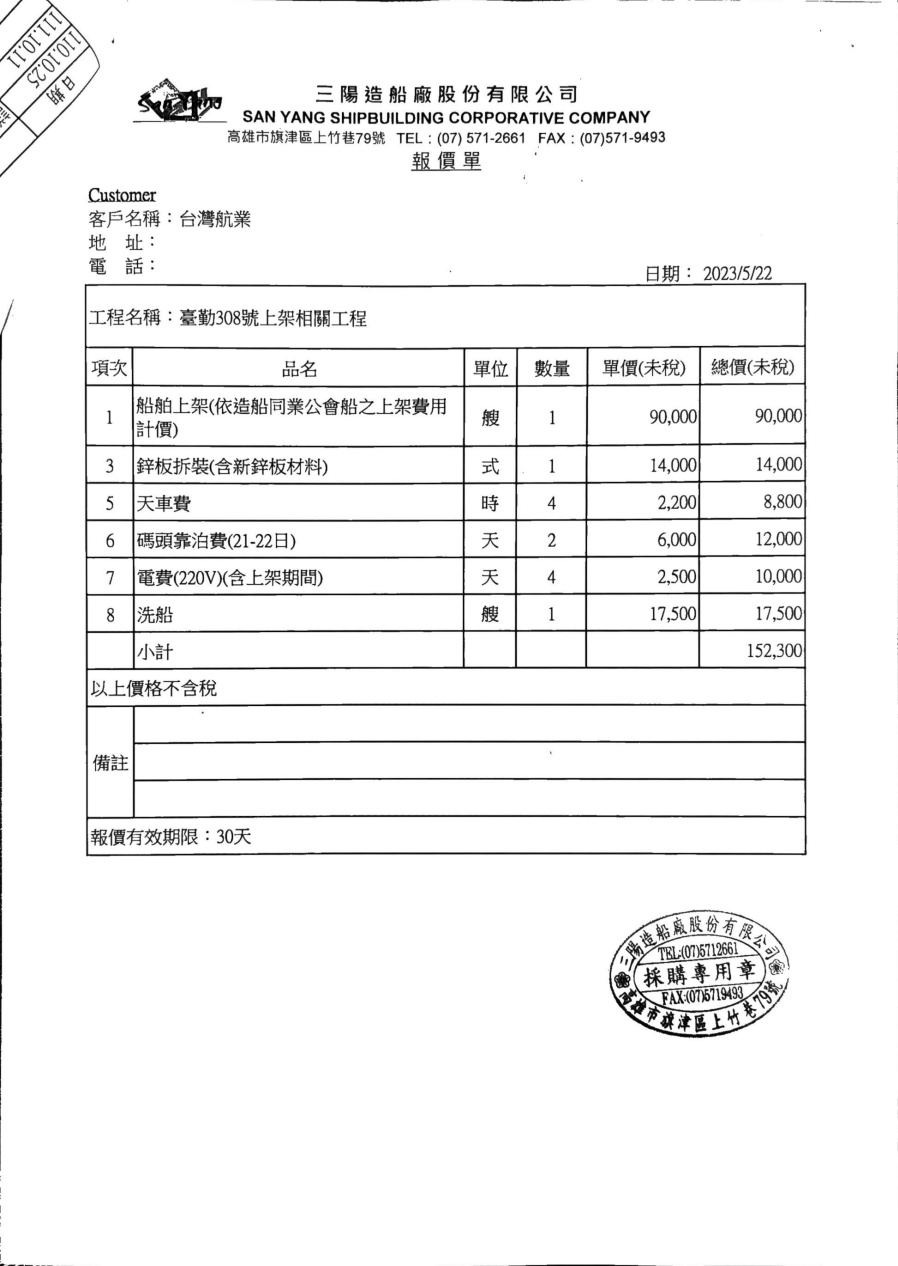 111.10.11
110.10.25
日期
San Yang
三陽造船廠股份有限公司
SAN YANG SHIPBUILDING CORPORATIVE COMPANY
高雄市旗津區上竹巷79號 TEL：(07) 571-2661 FAX：(07)571-9493
報價單
Customer
客戶名稱：台灣航業
地 址：
電 話：
日期： 2023/5/22
工程名稱：臺勤308號上架相關工程
項次 品名 單位 數量 單價(未稅) 總價(未稅)
1 船舶上架(依造船同業公會船之上架費用
計價) 艘 1 90,000 90,000
3 鋅板拆裝(含新鋅板材料) 式 1 14,000 14,000
5 天車費 時 4 2,200 8,800
6 碼頭靠泊費(21-22日) 天 2 6,000 12,000
7 電費(220V)(含上架期間) 天 4 2,500 10,000
8 洗船 艘 1 17,500 17,500
小計 152,300
以上價格不含稅
備註
報價有效期限：30天
三陽造船廠股份有限公司
TEL:(07)5712661
採購專用章
FAX:(07)5719493
高雄市旗津區上竹巷79號